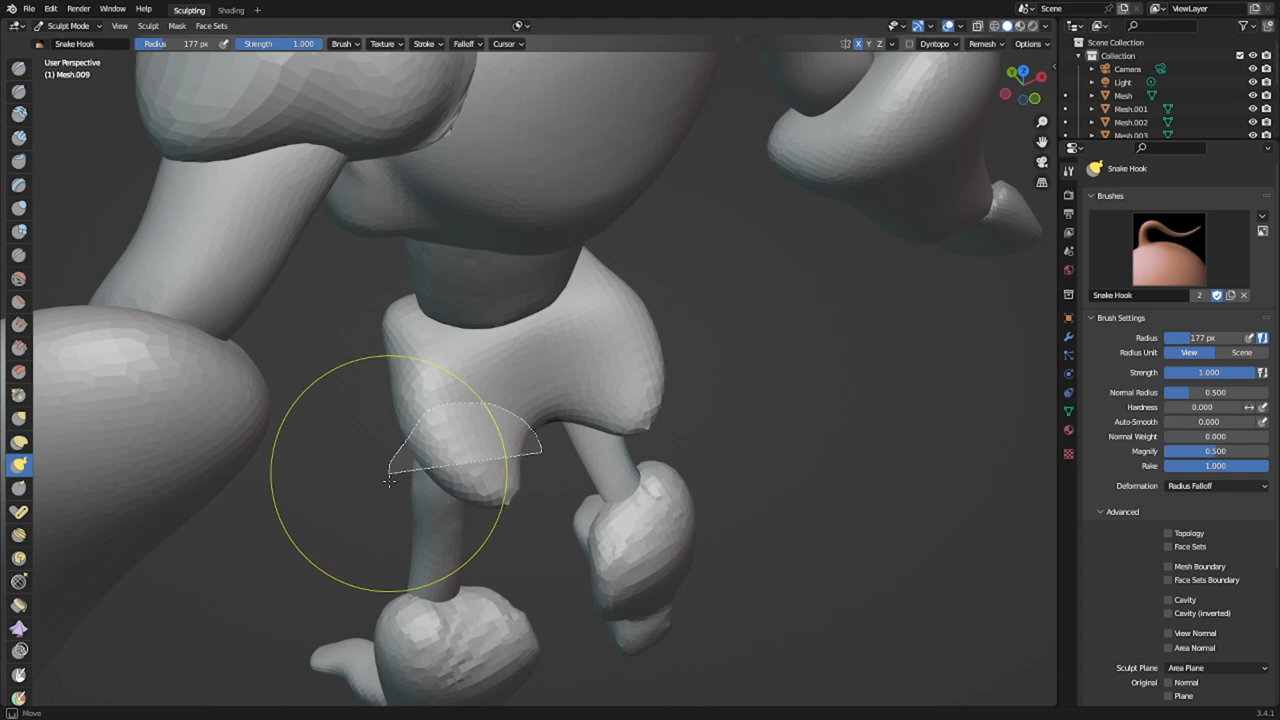 File Edit Render Window Help Sculpting Shading Scene ViewLayer
Sculpt Mode View Sculpt Mask Face Sets
Snake Hook Radius 177 px Strength 1.000 Brush Texture Stroke Falloff Cursor X Y Z Dyntopo Remesh Options
User Perspective
(1) Mesh.009
Y Z X
Scene Collection
Collection
Camera
Light
Mesh
Mesh.001
Mesh.002
Mesh.003
Snake Hook
Brushes
Snake Hook 2
Brush Settings
Radius 177 px
Radius Unit View Scene
Strength 1.000
Normal Radius 0.500
Hardness 0.000
Auto-Smooth 0.000
Normal Weight 0.000
Magnify 0.500
Rake 1.000
Deformation Radius Falloff
Advanced
Topology
Face Sets
Mesh Boundary
Face Sets Boundary
Cavity
Cavity (inverted)
View Normal
Area Normal
Sculpt Plane Area Plane
Original Normal
Plane
Move 3.4.1